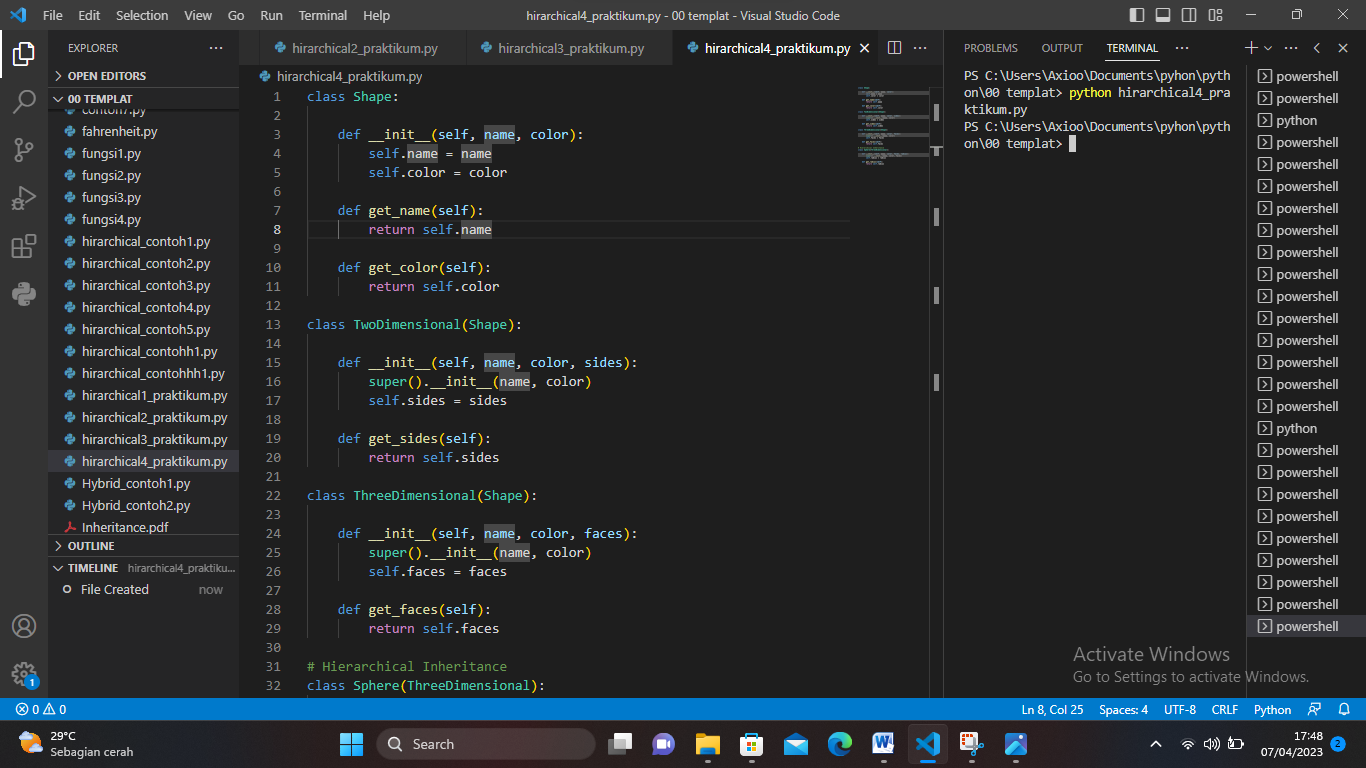 File Edit Selection View Go Run Terminal Help
hirarchical4_praktikum.py - 00 templat - Visual Studio Code
EXPLORER
OPEN EDITORS
00 TEMPLAT
conton7.py
fahrenheit.py
fungsi1.py
fungsi2.py
fungsi3.py
fungsi4.py
hirarchical_contoh1.py
hirarchical_contoh2.py
hirarchical_contoh3.py
hirarchical_contoh4.py
hirarchical_contoh5.py
hirarchical_contohh1.py
hirarchical_contohhh1.py
hirarchical1_praktikum.py
hirarchical2_praktikum.py
hirarchical3_praktikum.py
hirarchical4_praktikum.py
Hybrid_contoh1.py
Hybrid_contoh2.py
Inheritance.pdf
OUTLINE
TIMELINE hirarchical4_praktiku...
File Created now
1
hirarchical2_praktikum.py hirarchical3_praktikum.py hirarchical4_praktikum.py
hirarchical4_praktikum.py
1 class Shape:
2
3 def __init__(self, name, color):
4 self.name = name
5 self.color = color
6
7 def get_name(self):
8 return self.name
9
10 def get_color(self):
11 return self.color
12
13 class TwoDimensional(Shape):
14
15 def __init__(self, name, color, sides):
16 super().__init__(name, color)
17 self.sides = sides
18
19 def get_sides(self):
20 return self.sides
21
22 class ThreeDimensional(Shape):
23
24 def __init__(self, name, color, faces):
25 super().__init__(name, color)
26 self.faces = faces
27
28 def get_faces(self):
29 return self.faces
30
31 # Hierarchical Inheritance
32 class Sphere(ThreeDimensional):
PROBLEMS OUTPUT TERMINAL
PS C:\Users\Axioo\Documents\pyhon\pyth
on\00 templat> python hirarchical4_pra
ktikum.py
PS C:\Users\Axioo\Documents\pyhon\pyth
on\00 templat>
powershell
powershell
python
powershell
powershell
powershell
powershell
powershell
powershell
powershell
powershell
powershell
powershell
powershell
powershell
powershell
python
powershell
powershell
powershell
powershell
powershell
powershell
powershell
powershell
powershell
Activate Windows
Go to Settings to activate Windows.
0 0
Ln 8, Col 25 Spaces: 4 UTF-8 CRLF Python
29°C
Sebagian cerah
Search
17:48
07/04/2023
2